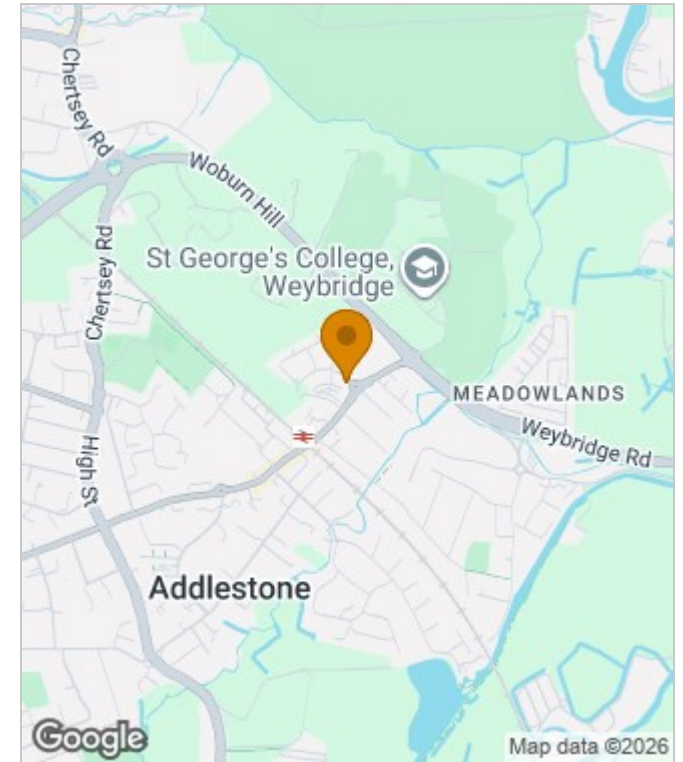 Chertsey Rd
Woburn Hill
St George's College,
Weybridge
Chertsey Rd
MEADOWLANDS
Weybridge Rd
High St
Addlestone
Google
Map data ©2026